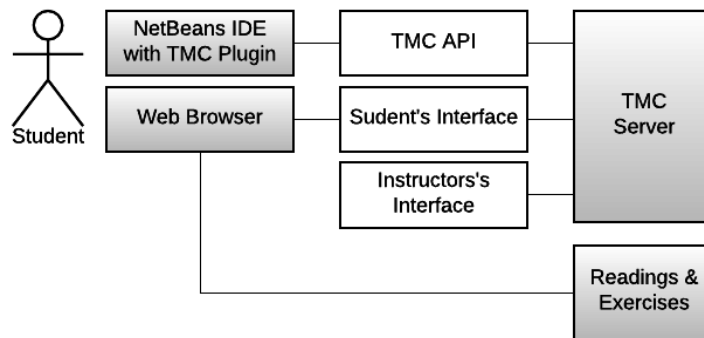 NetBeans IDE
with TMC Plugin
TMC API
TMC
Server
Web Browser
Sudent's Interface
Student
Instructors's
Interface
Readings &
Exercises